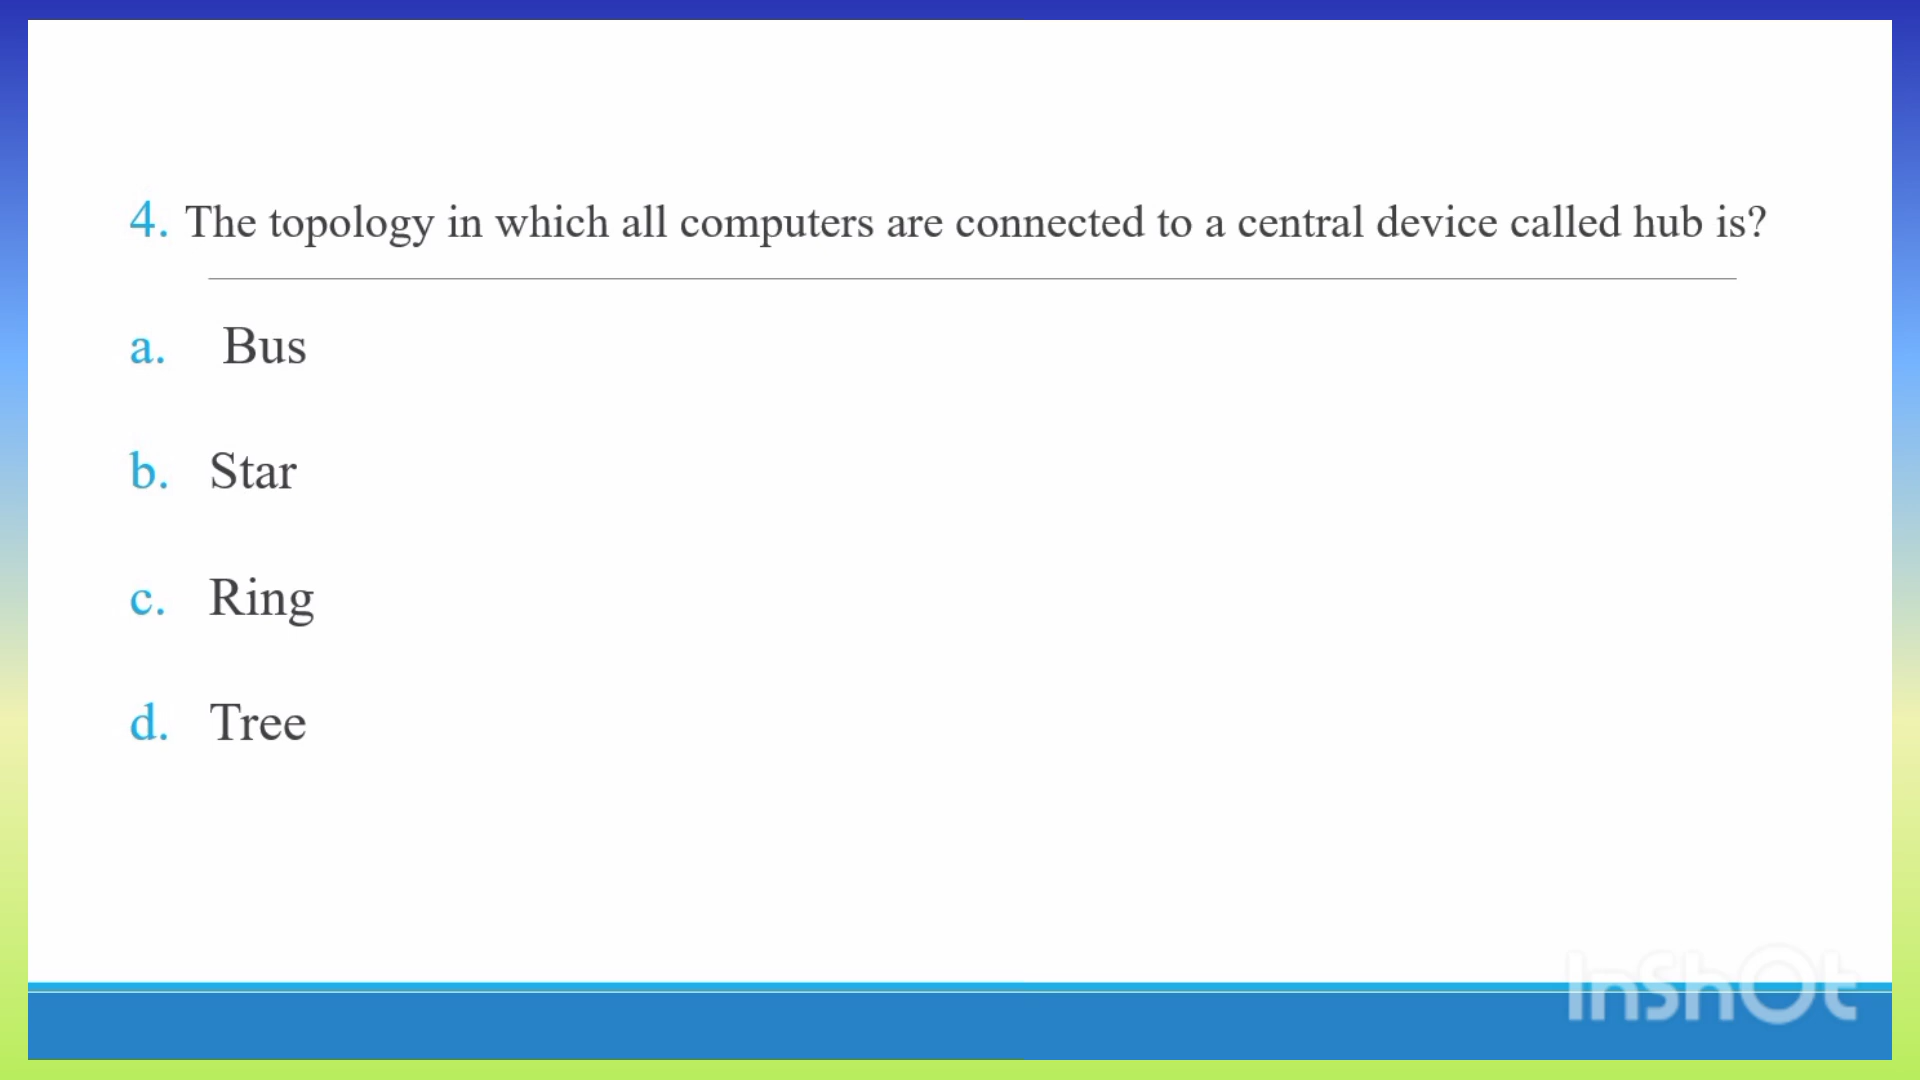 4. The topology in which all computers are connected to a central device called hub is?
a. Bus
b. Star
c. Ring
d. Tree
InShOt